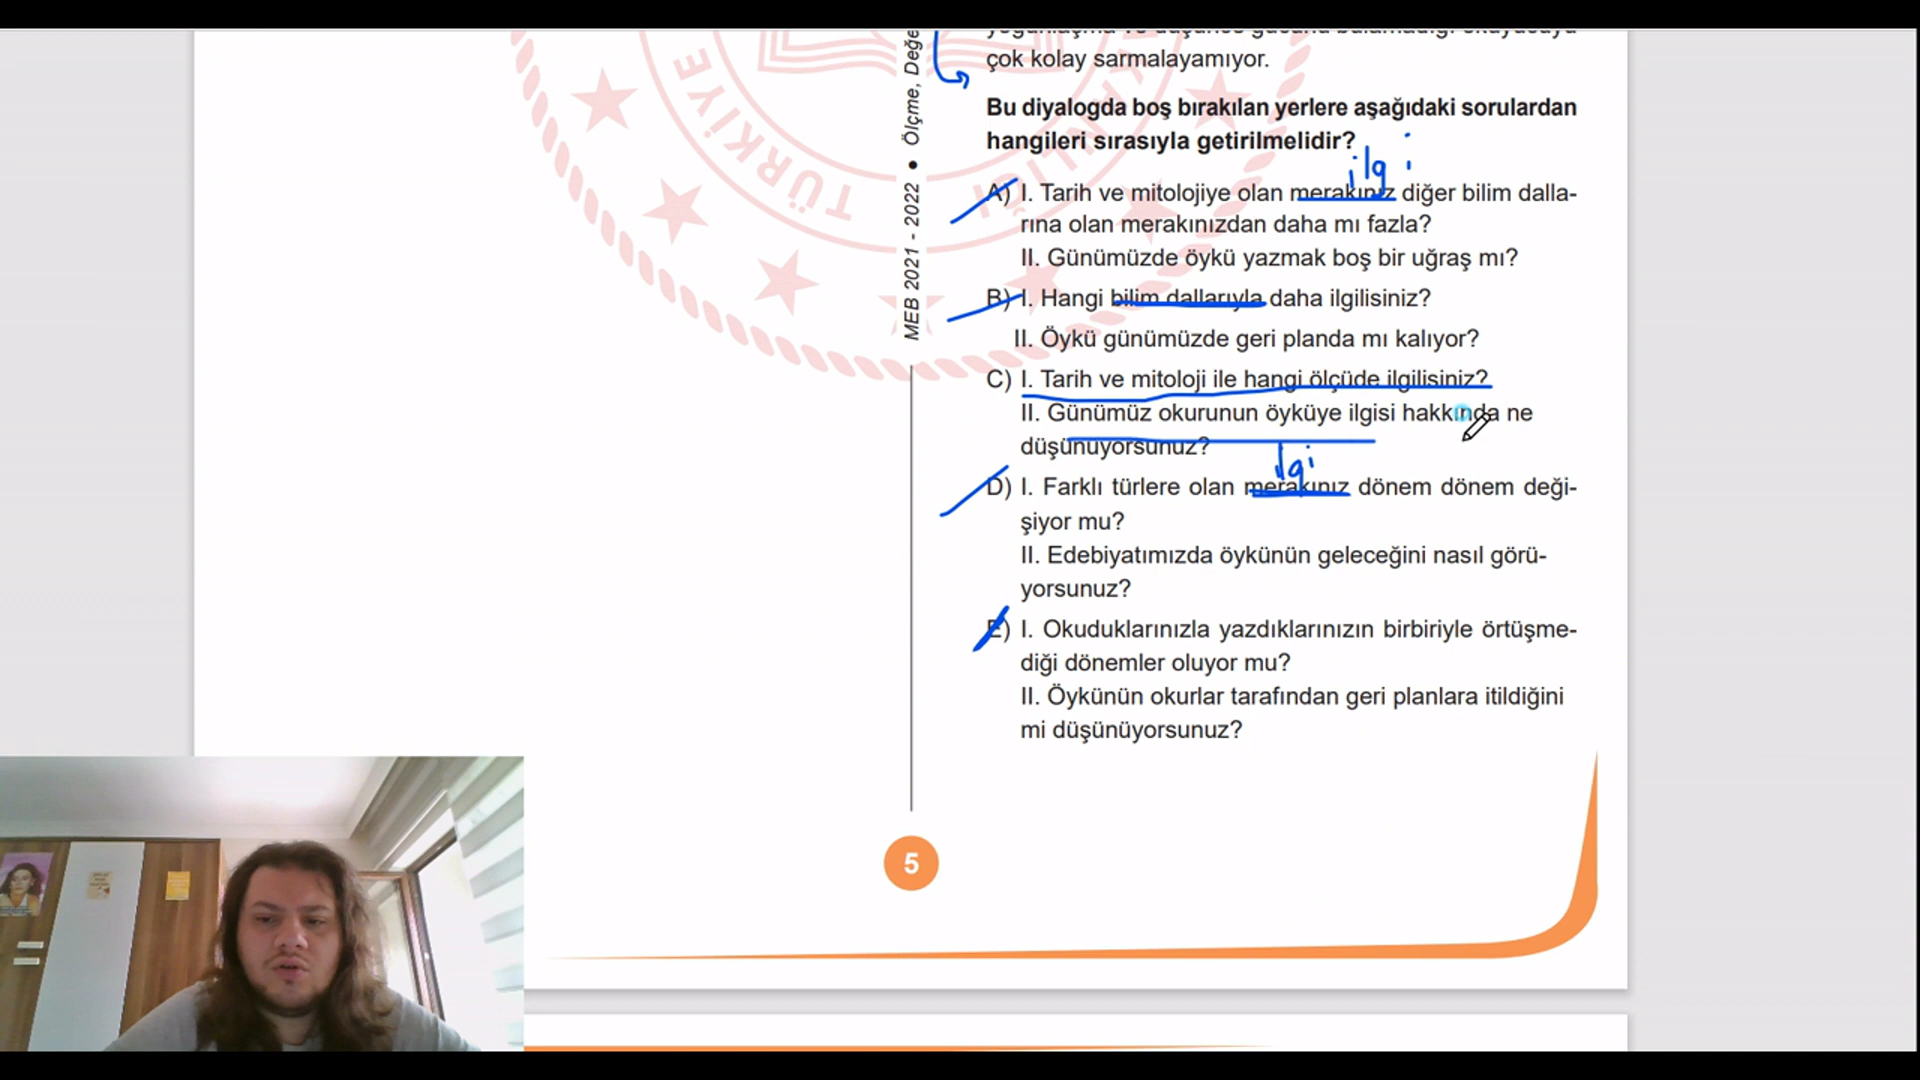 çok kolay sarmalayamıyor.
Bu diyalogda boş bırakılan yerlere aşağıdaki sorulardan
hangileri sırasıyla getirilmelidir?
ilgi
A) I. Tarih ve mitolojiye olan merakınız diğer bilim dalla-
rına olan merakınızdan daha mı fazla?
II. Günümüzde öykü yazmak boş bir uğraş mı?
B) I. Hangi bilim dallarıyla daha ilgilisiniz?
II. Öykü günümüzde geri planda mı kalıyor?
C) I. Tarih ve mitoloji ile hangi ölçüde ilgilisiniz?
II. Günümüz okurunun öyküye ilgisi hakkında ne
düşünüyorsunuz?
ilgi
D) I. Farklı türlere olan merakınız dönem dönem deği-
şiyor mu?
II. Edebiyatımızda öykünün geleceğini nasıl görü-
yorsunuz?
E) I. Okuduklarınızla yazdıklarınızın birbiriyle örtüşme-
diği dönemler oluyor mu?
II. Öykünün okurlar tarafından geri planlara itildiğini
mi düşünüyorsunuz?
MEB 2021 - 2022 • Ölçme, Değe
TÜRKİYE
5